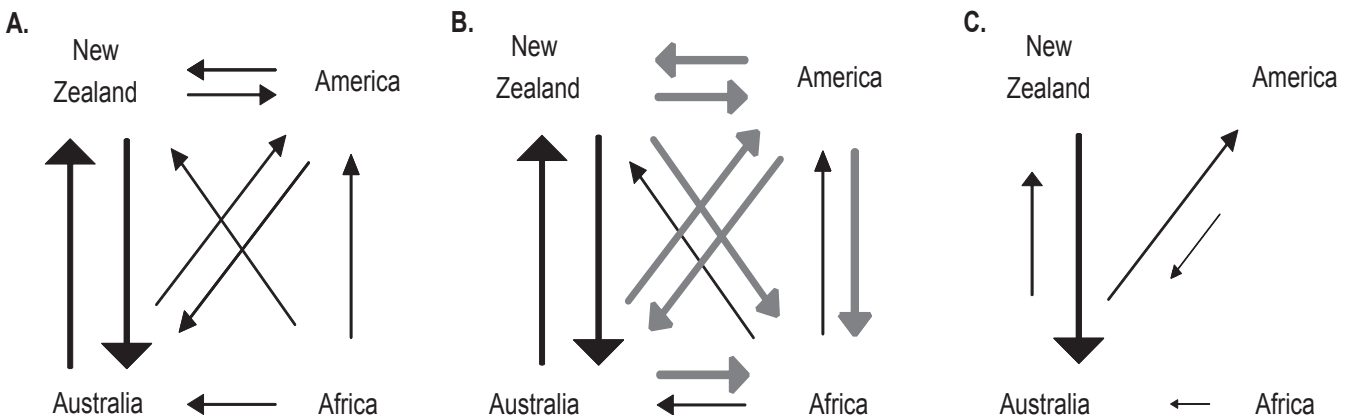 A.
New
Zealand
America
Australia
Africa
B.
New
Zealand
America
Australia
Africa
C.
New
Zealand
America
Australia
Africa